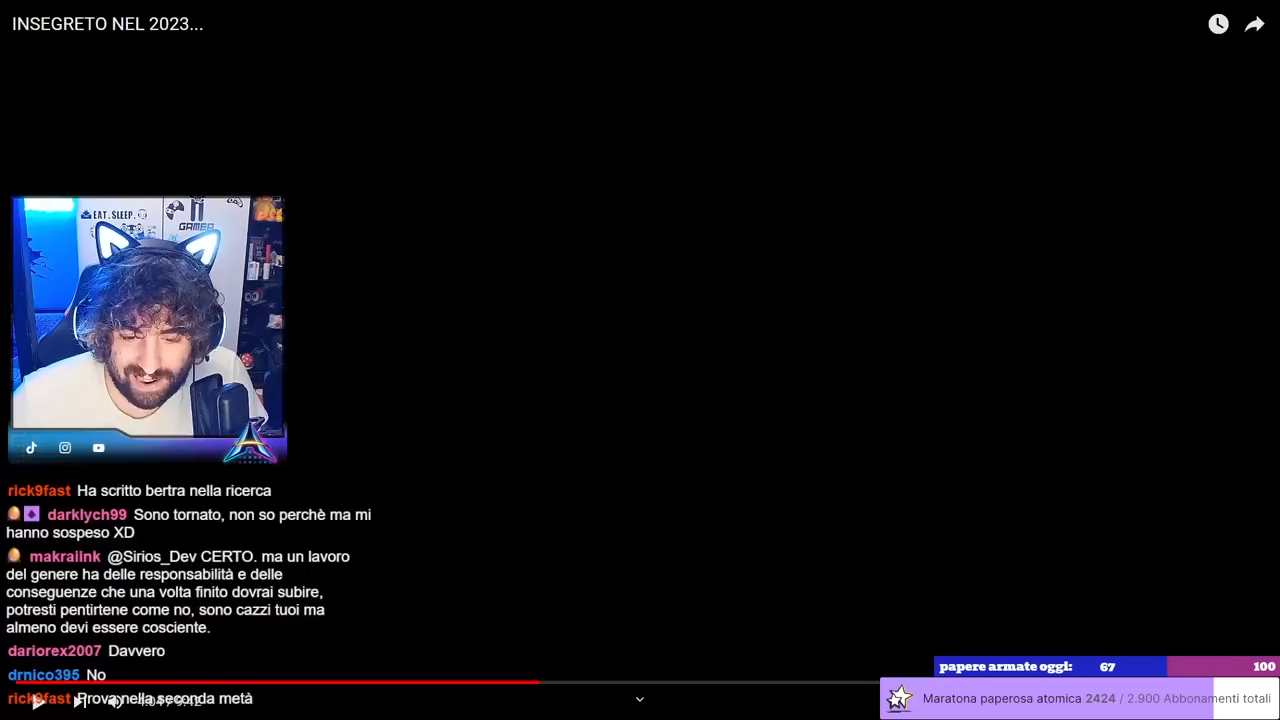 INSEGRETO NEL 2023...
EAT.SLEEP.
GAMER
rick9fast Ha scritto bertra nella ricerca
darklych99 Sono tornato, non so perchè ma mi
hanno sospeso XD
makraiink @Sirios_Dev CERTO. ma un lavoro
del genere ha delle responsabilità e delle
conseguenze che una volta finito dovrai subire,
potresti pentirtene come no, sono cazzi tuoi ma
almeno devi essere cosciente.
dariorex2007 Davvero
drnico395 No
rick9fast Prova nella seconda metà
papere armate oggi: 67 100
Maratona paperosa atomica 2424 / 2.900 Abbonamenti totali